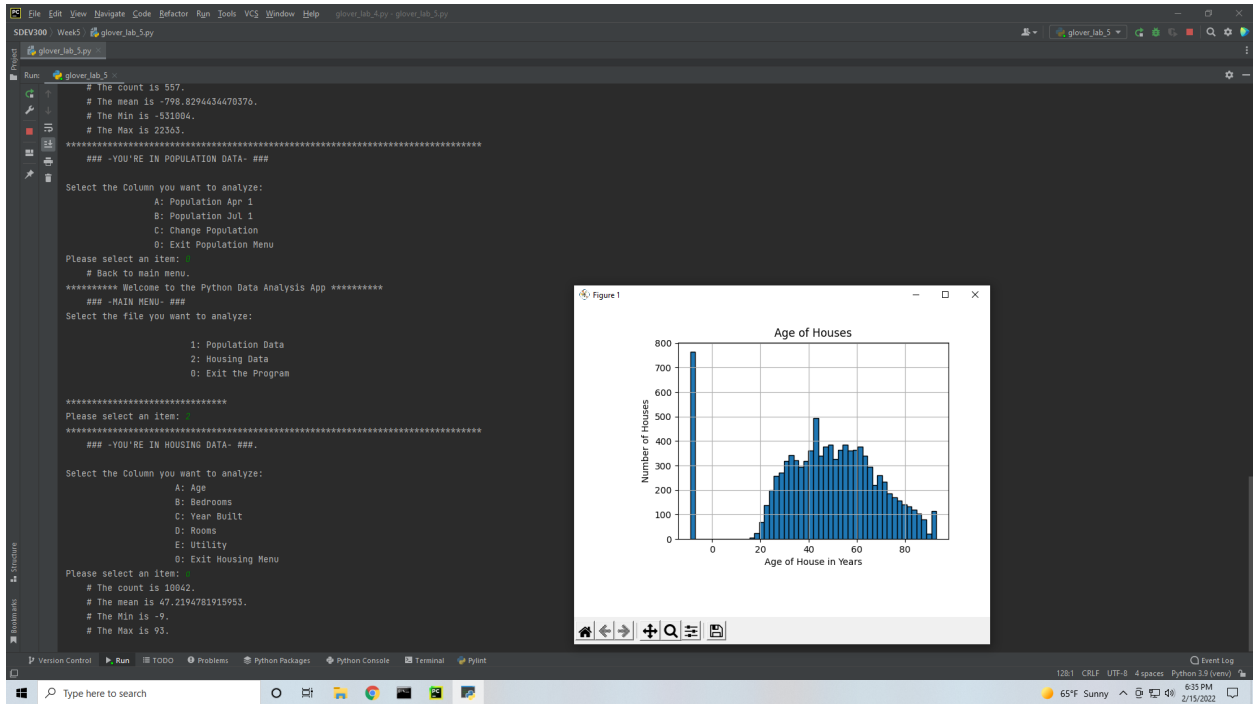 PC File Edit View Navigate Code Refactor Run Tools VCS Window Help glover_lab_4.py - glover_lab_5.py
SDEV300 Week5 glover_lab_5.py glover_lab_5
glover_lab_5.py
Project
Run: glover_lab_5
# The count is 557.
# The mean is -798.8294434470376.
# The Min is -531004.
# The Max is 22363.
********************************************************************************
### -YOU'RE IN POPULATION DATA- ###
Select the Column you want to analyze:
A: Population Apr 1
B: Population Jul 1
C: Change Population
0: Exit Population Menu
Please select an item: 0
# Back to main menu.
********** Welcome to the Python Data Analysis App **********
### -MAIN MENU- ###
Select the file you want to analyze:
1: Population Data
2: Housing Data
0: Exit the Program
*******************************
Please select an item: 2
********************************************************************************
### -YOU'RE IN HOUSING DATA- ###.
Select the Column you want to analyze:
A: Age
B: Bedrooms
C: Year Built
D: Rooms
E: Utility
0: Exit Housing Menu
Please select an item: a
# The count is 10042.
# The mean is 47.2194781915953.
# The Min is -9.
# The Max is 93.
Figure 1
Age of Houses
800
700
600
500
400
300
200
100
0
Number of Houses
0 20 40 60 80
Age of House in Years
Structure
Bookmarks
Version Control Run TODO Problems Python Packages Python Console Terminal Pylint Event Log
128:1 CRLF UTF-8 4 spaces Python 3.9 (venv)
Type here to search
65°F Sunny
6:35 PM
2/15/2022